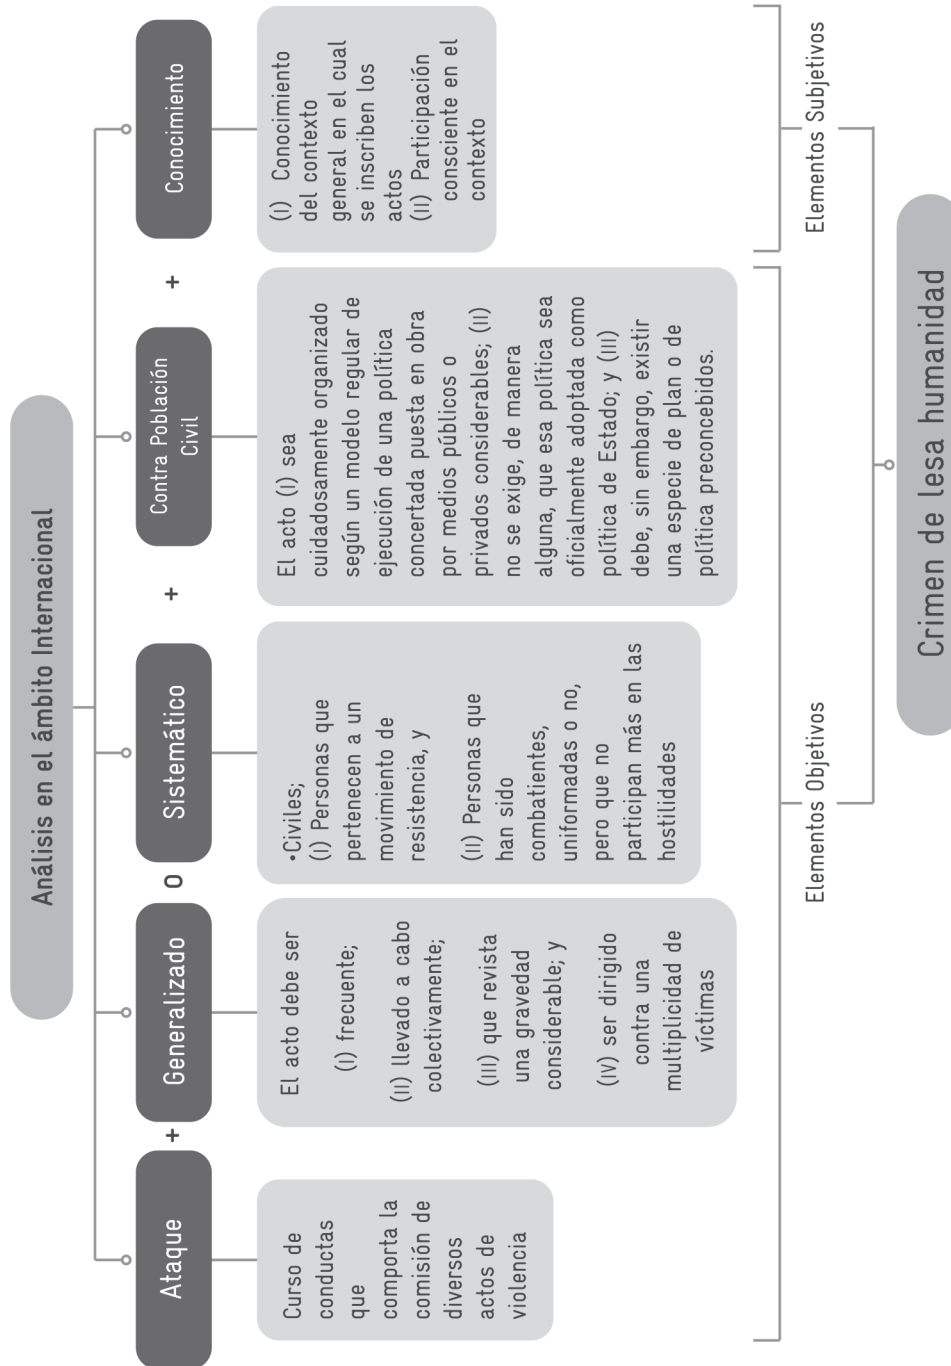 Análisis en el ámbito Internacional
Ataque
+
Generalizado
O
Sistemático
+
Contra Población
Civil
+
Conocimiento
Curso de
conductas
que
comporta la
comisión de
diversos
actos de
violencia
El acto debe ser
(I) frecuente;
(II) llevado a cabo
colectivamente;
(III) que revista
una gravedad
considerable; y
(IV) ser dirigido
contra una
multiplicidad de
víctimas
•Civiles;
(I) Personas que
pertenecen a un
movimiento de
resistencia, y
(II) Personas que
han sido
combatientes,
uniformadas o no,
pero que no
participan más en las
hostilidades
El acto (I) sea
cuidadosamente organizado
según un modelo regular de
ejecución de una política
concertada puesta en obra
por medios públicos o
privados considerables; (II)
no se exige, de manera
alguna, que esa política sea
oficialmente adoptada como
política de Estado; y (III)
debe, sin embargo, existir
una especie de plan o de
política preconcebidos.
(I) Conocimiento
del contexto
general en el cual
se inscriben los
actos
(II) Participación
consciente en el
contexto
Elementos Objetivos
Elementos Subjetivos
Crimen de lesa humanidad